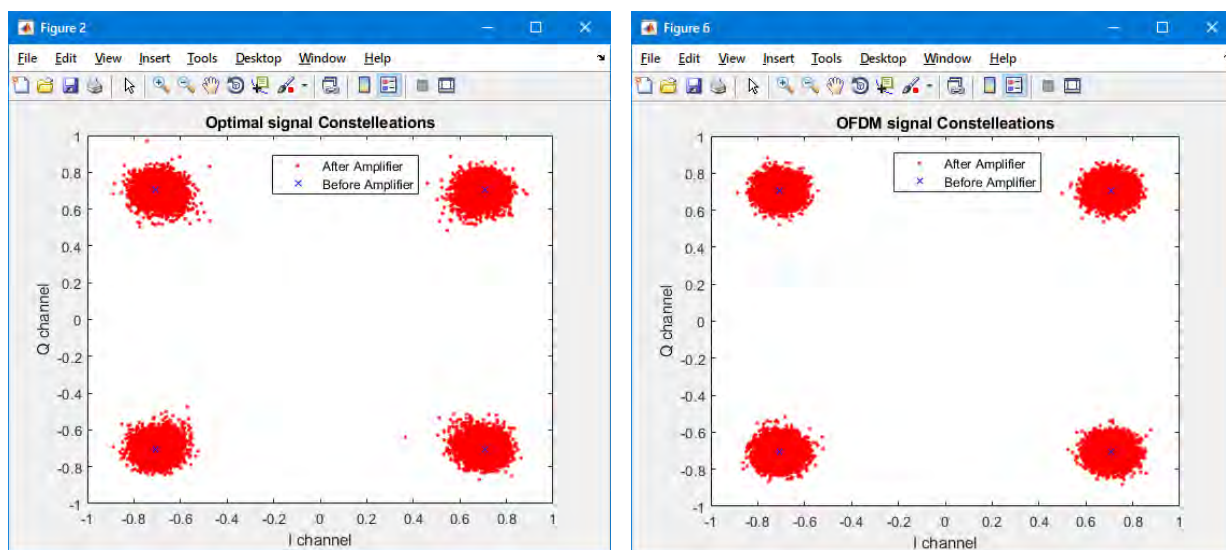 Figure 2
File Edit View Insert Tools Desktop Window Help
Optimal signal Constelleations
After Amplifier
Before Amplifier
1
0.8
0.6
0.4
0.2
0
-0.2
-0.4
-0.6
-0.8
-1
Q channel
-1 -0.8 -0.6 -0.4 -0.2 0 0.2 0.4 0.6 0.8 1
I channel
Figure 6
File Edit View Insert Tools Desktop Window Help
OFDM signal Constelleations
After Amplifier
Before Amplifier
1
0.8
0.6
0.4
0.2
0
-0.2
-0.4
-0.6
-0.8
-1
Q channel
-1 -0.8 -0.6 -0.4 -0.2 0 0.2 0.4 0.6 0.8 1
I channel